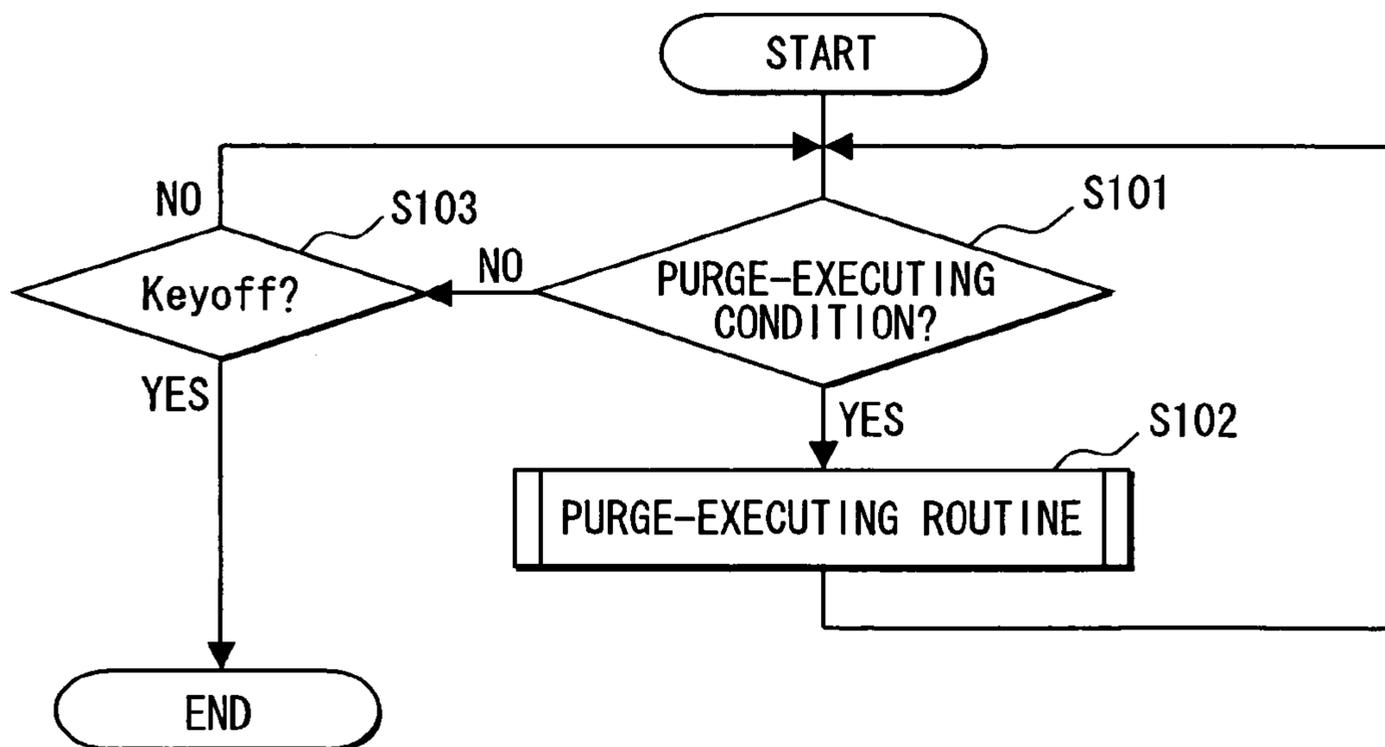 START
NO
S103
S101
Keyoff?
NO
PURGE-EXECUTING
CONDITION?
YES
YES
S102
PURGE-EXECUTING ROUTINE
END